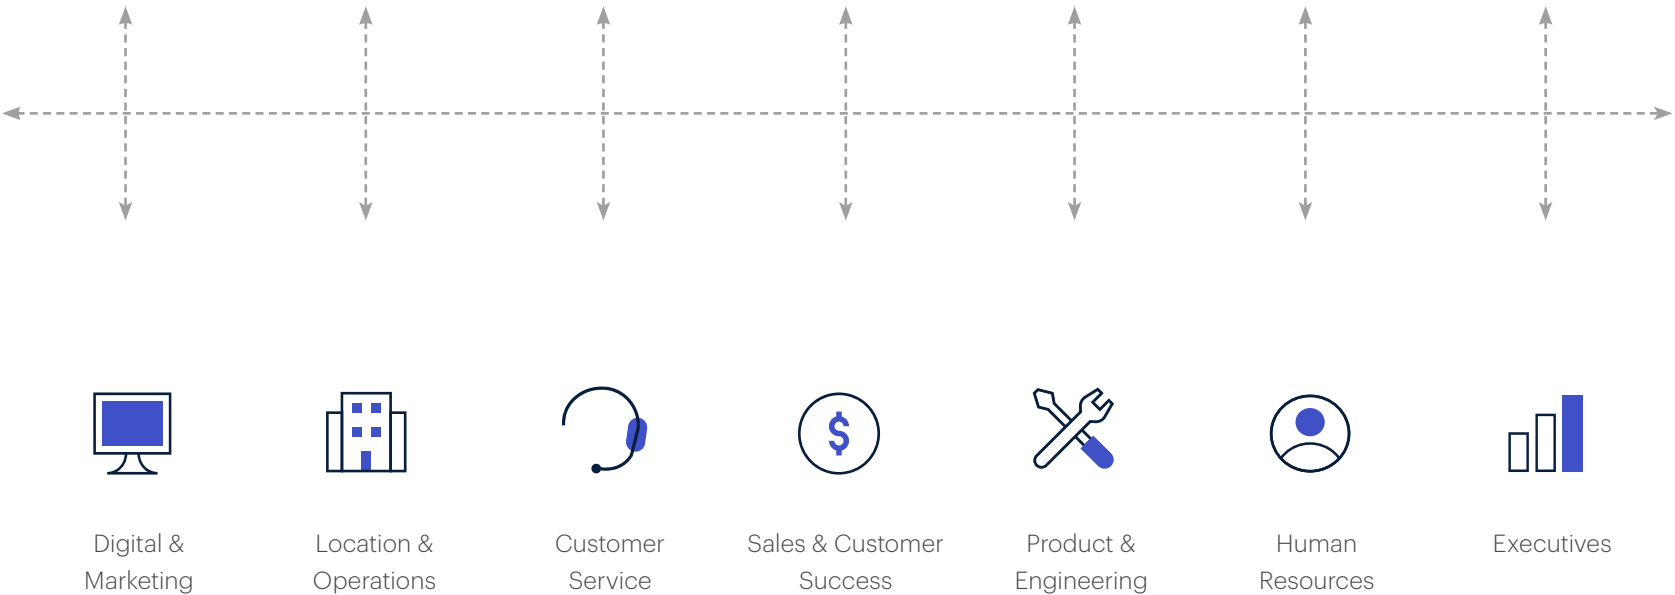 Digital &
Marketing
Location &
Operations
Customer
Service
$
Sales & Customer
Success
Product &
Engineering
Human
Resources
Executives